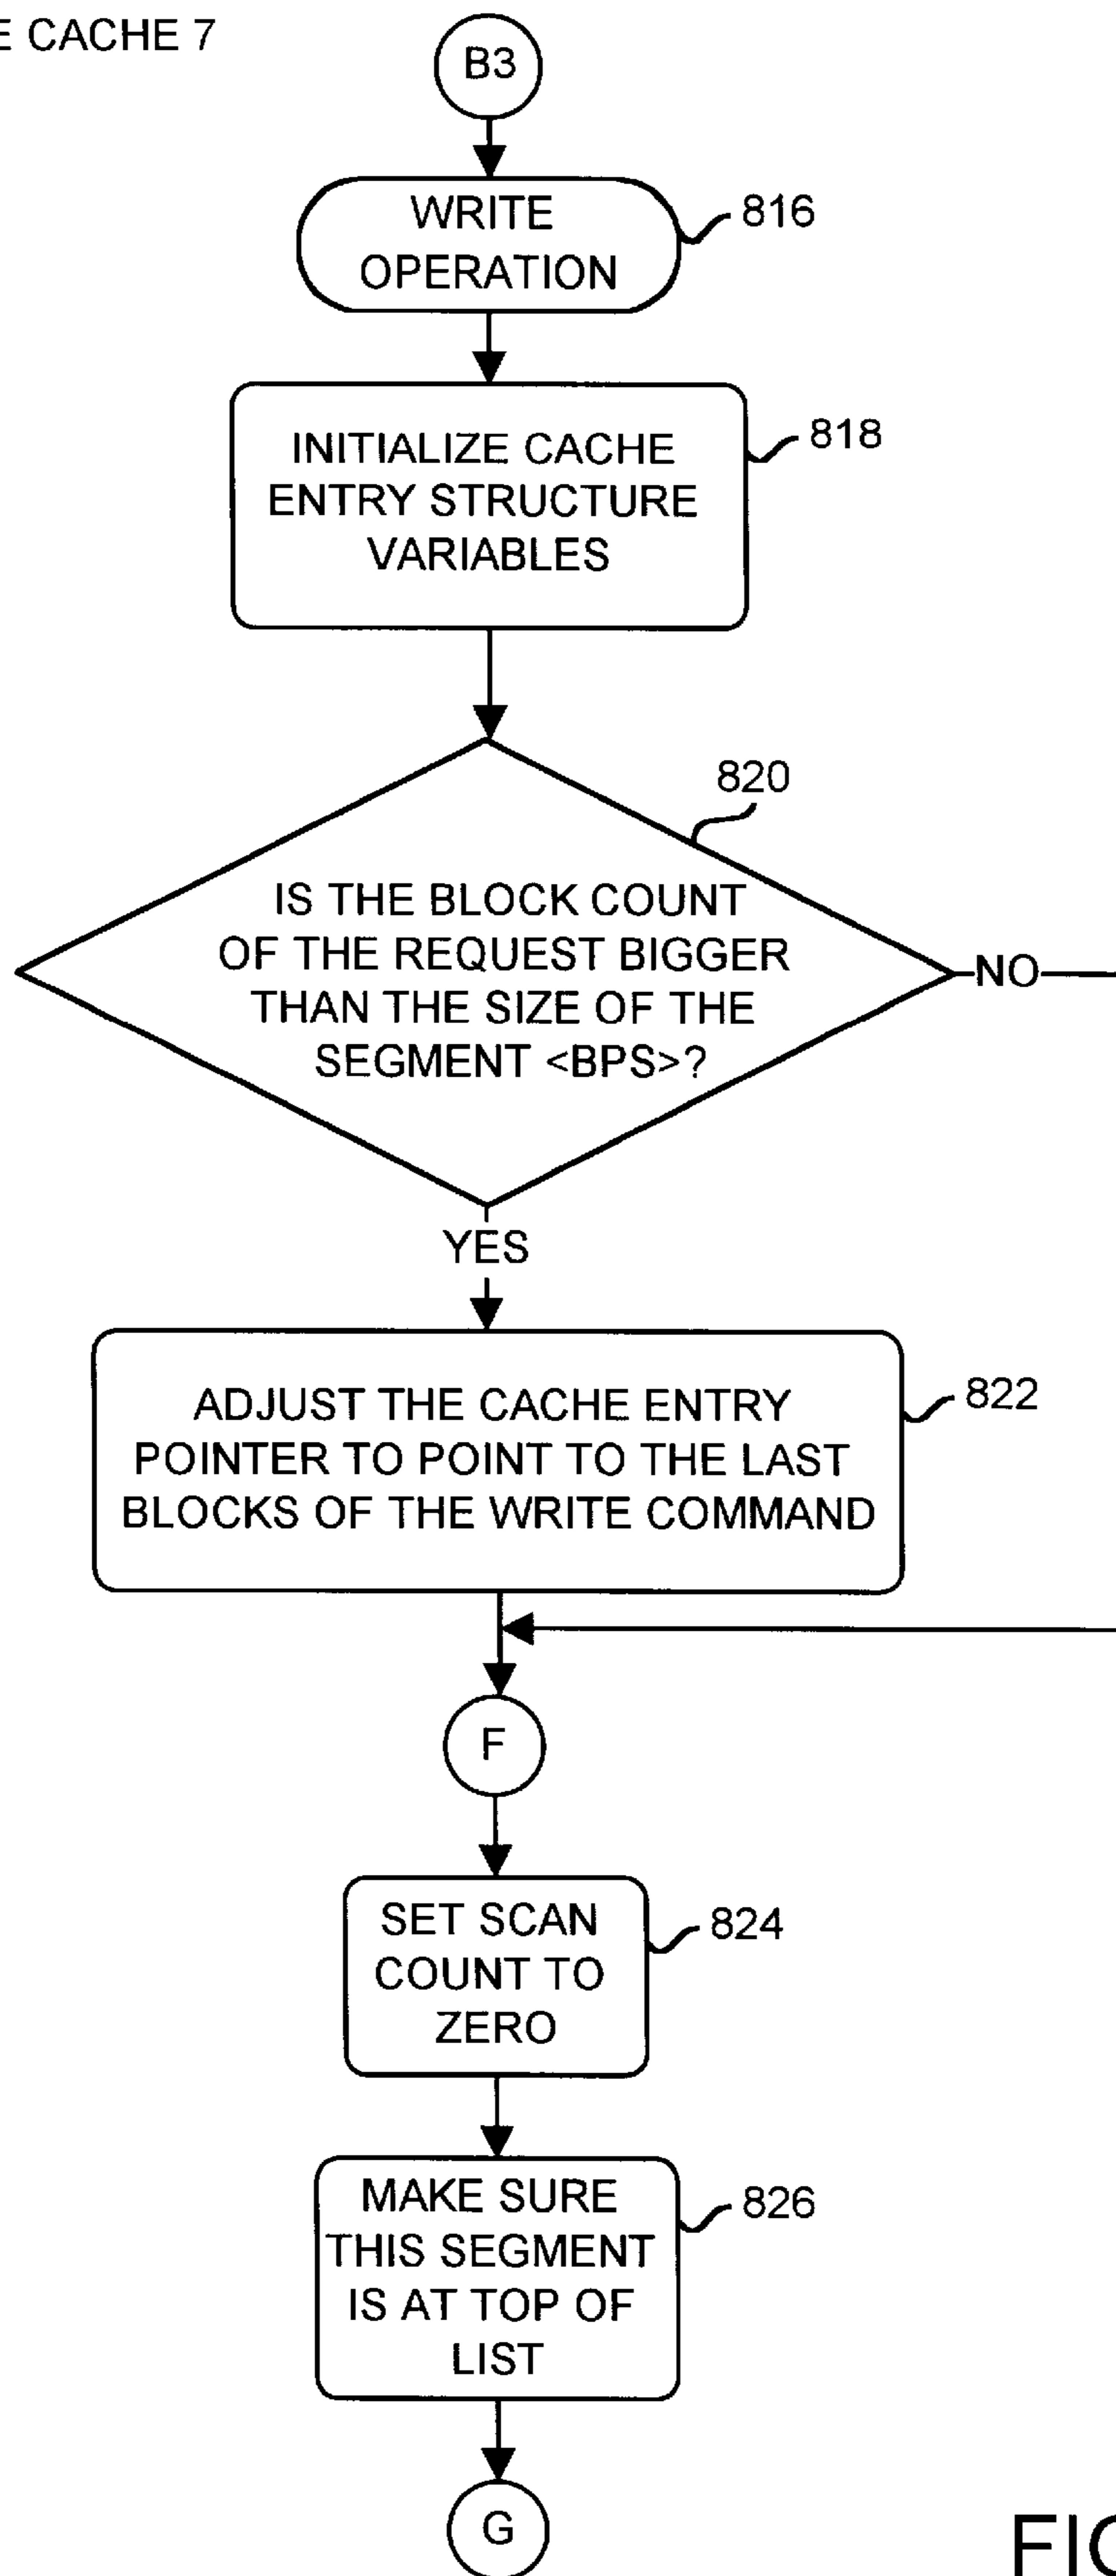 E CACHE 7
B3
WRITE
OPERATION
816
INITIALIZE CACHE
ENTRY STRUCTURE
VARIABLES
818
820
IS THE BLOCK COUNT
OF THE REQUEST BIGGER
THAN THE SIZE OF THE
SEGMENT <BPS>?
NO
YES
ADJUST THE CACHE ENTRY
POINTER TO POINT TO THE LAST
BLOCKS OF THE WRITE COMMAND
822
F
SET SCAN
COUNT TO
ZERO
824
MAKE SURE
THIS SEGMENT
IS AT TOP OF
LIST
826
G
FIG